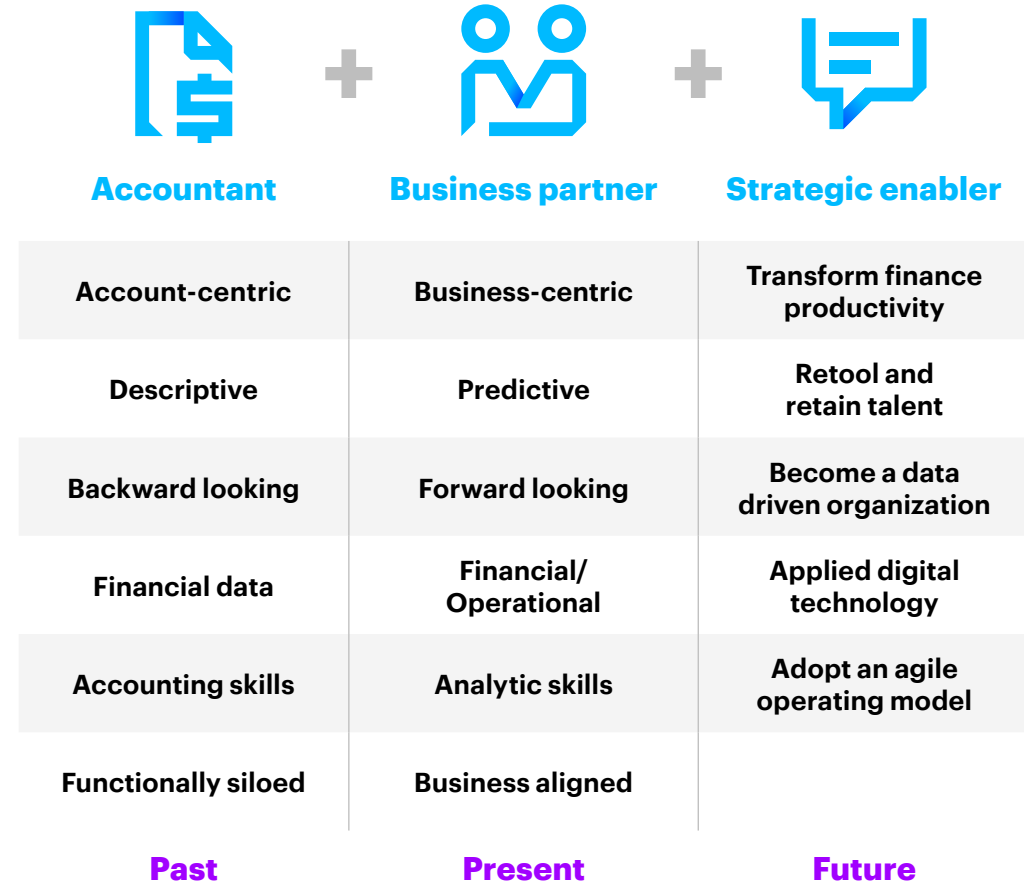 Accountant
Business partner
Strategic enabler
Account-centric
Business-centric
Transform finance
productivity
Descriptive
Predictive
Retool and
retain talent
Backward looking
Forward looking
Become a data
driven organization
Financial data
Financial/
Operational
Applied digital
technology
Accounting skills
Analytic skills
Adopt an agile
operating model
Functionally siloed
Business aligned
Past
Present
Future